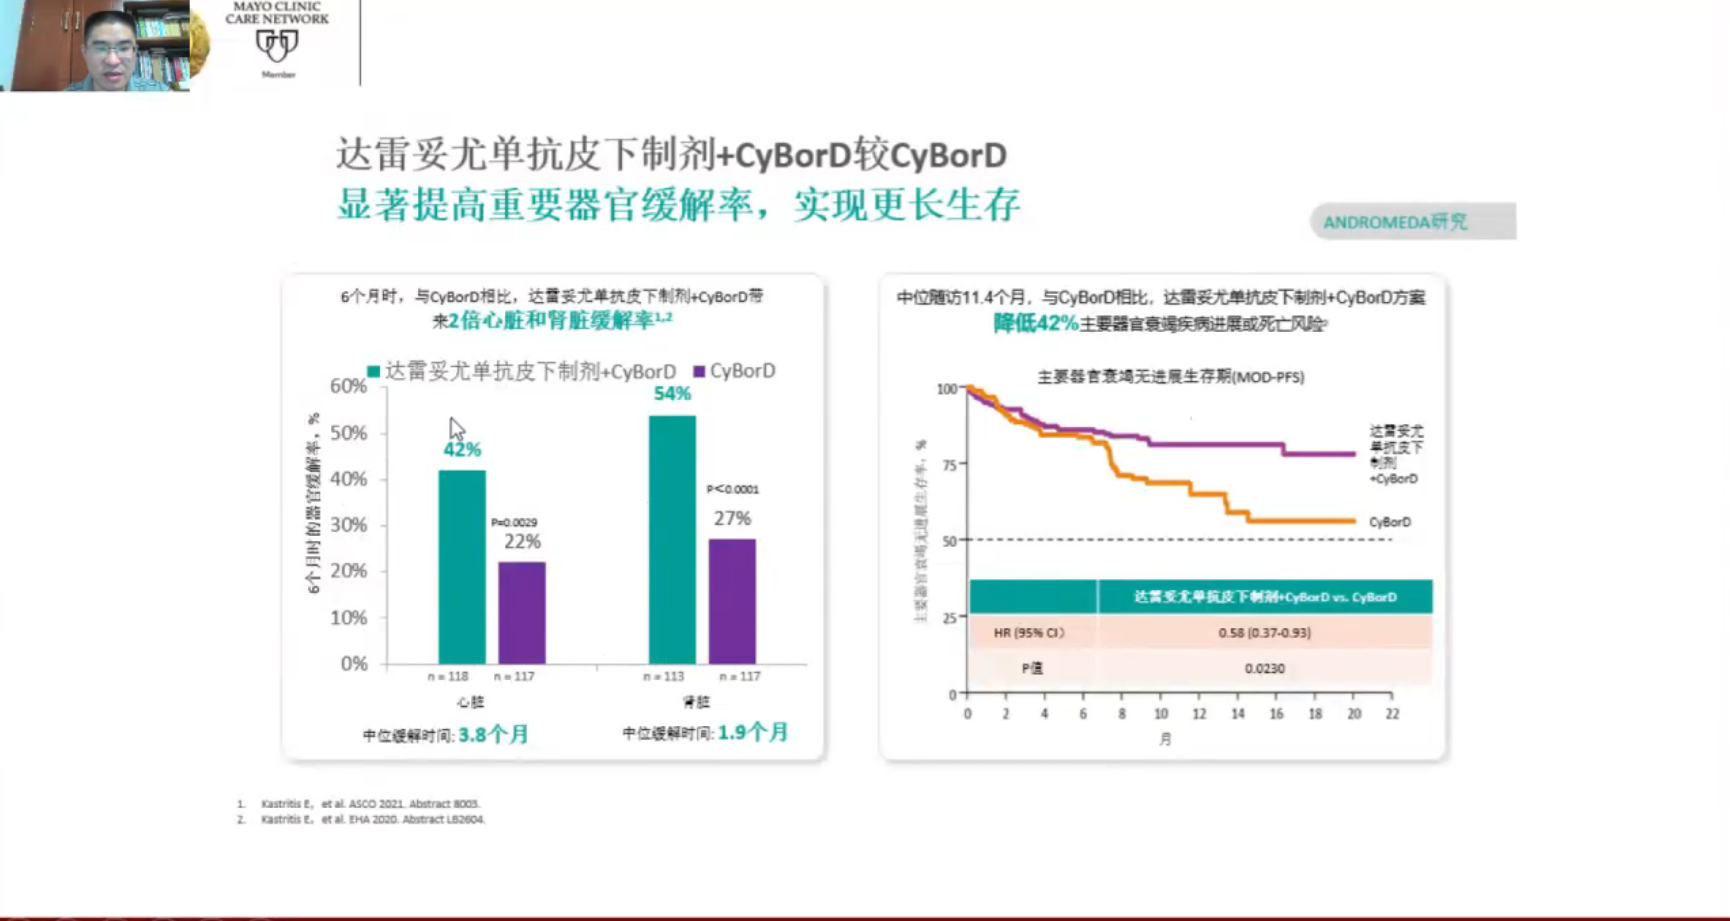 MAYO CLINIC
CARE NETWORK
Member
达雷妥尤单抗皮下制剂+CyBorD较CyBorD
显著提高重要器官缓解率，实现更长生存
ANDROMEDA研究
6个月时，与CyBorD相比，达雷妥尤单抗皮下制剂+CyBorD带
来2倍心脏和肾脏缓解率1,2
达雷妥尤单抗皮下制剂+CyBorD CyBorD
6个月时的器官缓解率，%
60%
50%
40%
30%
20%
10%
0%
42%
P=0.0029
22%
54%
P<0.0001
27%
n=118 n=117 n=113 n=117
心脏 肾脏
中位缓解时间: 3.8个月
中位缓解时间: 1.9个月
中位随访11.4个月，与CyBorD相比，达雷妥尤单抗皮下制剂+CyBorD方案
降低42%主要器官衰竭疾病进展或死亡风险2
主要器官衰竭无进展生存期(MOD-PFS)
主要器官衰竭无进展生存率，%
100
75
50
25
0
达雷妥尤
单抗皮下
制剂
+CyBorD
CyBorD
达雷妥尤单抗皮下制剂+CyBorD vs. CyBorD
HR (95% CI) 0.58 (0.37-0.93)
P值 0.0230
0 2 4 6 8 10 12 14 16 18 20 22
月
1. Kastritis E, et al. ASCO 2021. Abstract 8003.
2. Kastritis E, et al. EHA 2020. Abstract LB2604.